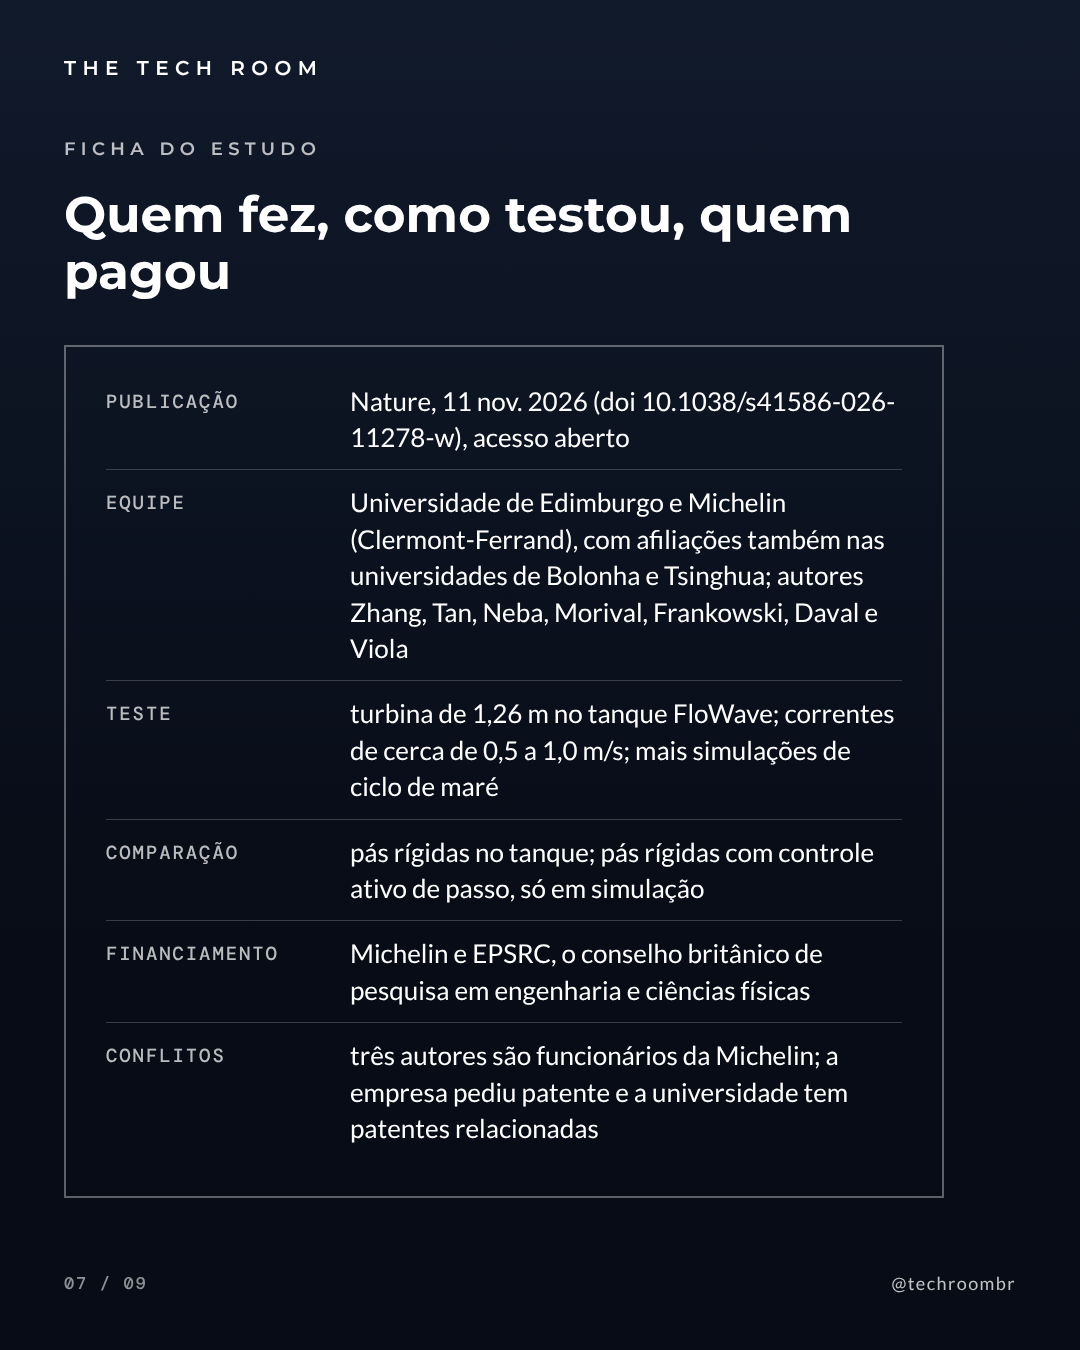 THE TECH ROOM
FICHA DO ESTUDO
Quem fez, como testou, quem
pagou
PUBLICAÇÃO
Nature, 11 nov. 2026 (doi 10.1038/s41586-026-
11278-w), acesso aberto
EQUIPE
Universidade de Edimburgo e Michelin
(Clermont-Ferrand), com afiliações também nas
universidades de Bolonha e Tsinghua; autores
Zhang, Tan, Neba, Morival, Frankowski, Daval e
Viola
TESTE
turbina de 1,26 m no tanque FloWave; correntes
de cerca de 0,5 a 1,0 m/s; mais simulações de
ciclo de maré
COMPARAÇÃO
pás rígidas no tanque; pás rígidas com controle
ativo de passo, só em simulação
FINANCIAMENTO
Michelin e EPSRC, o conselho britânico de
pesquisa em engenharia e ciências físicas
CONFLITOS
três autores são funcionários da Michelin; a
empresa pediu patente e a universidade tem
patentes relacionadas
07 / 09
@techroombr